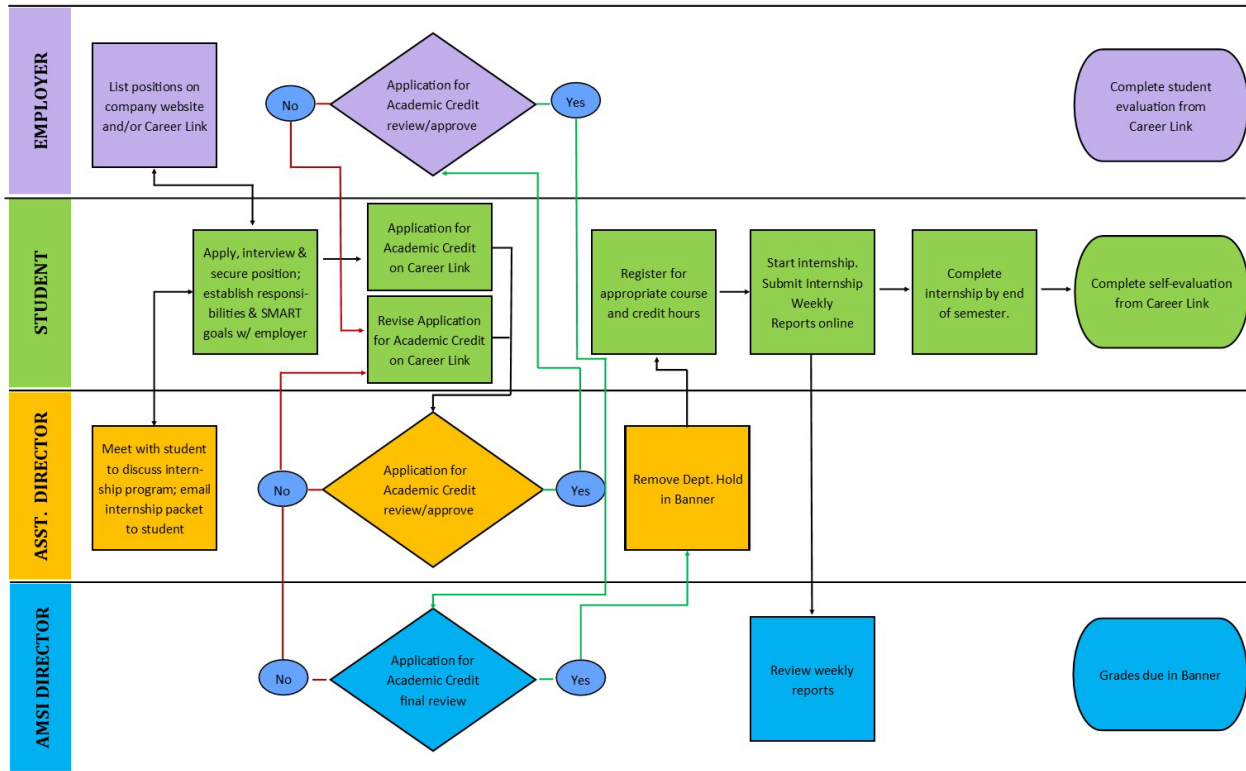 EMPLOYER
List positions on
company website
and/or Career Link
No
Application for
Academic Credit
review/approve
Yes
Complete student
evaluation from
Career Link
STUDENT
Apply, interview &
secure position;
establish responsi-
bilities & SMART
goals w/ employer
Application for
Academic Credit
on Career Link
Revise Application
for Academic Credit
on Career Link
Register for
appropriate course
and credit hours
Start internship.
Submit Internship
Weekly
Reports online
Complete
internship by end
of semester.
Complete self-evaluation
from Career Link
ASST. DIRECTOR
Meet with student
to discuss intern-
ship program; email
internship packet
to student
No
Application for
Academic Credit
review/approve
Yes
Remove Dept. Hold
in Banner
AMSI DIRECTOR
No
Application for
Academic Credit
final review
Yes
Review weekly
reports
Grades due in Banner